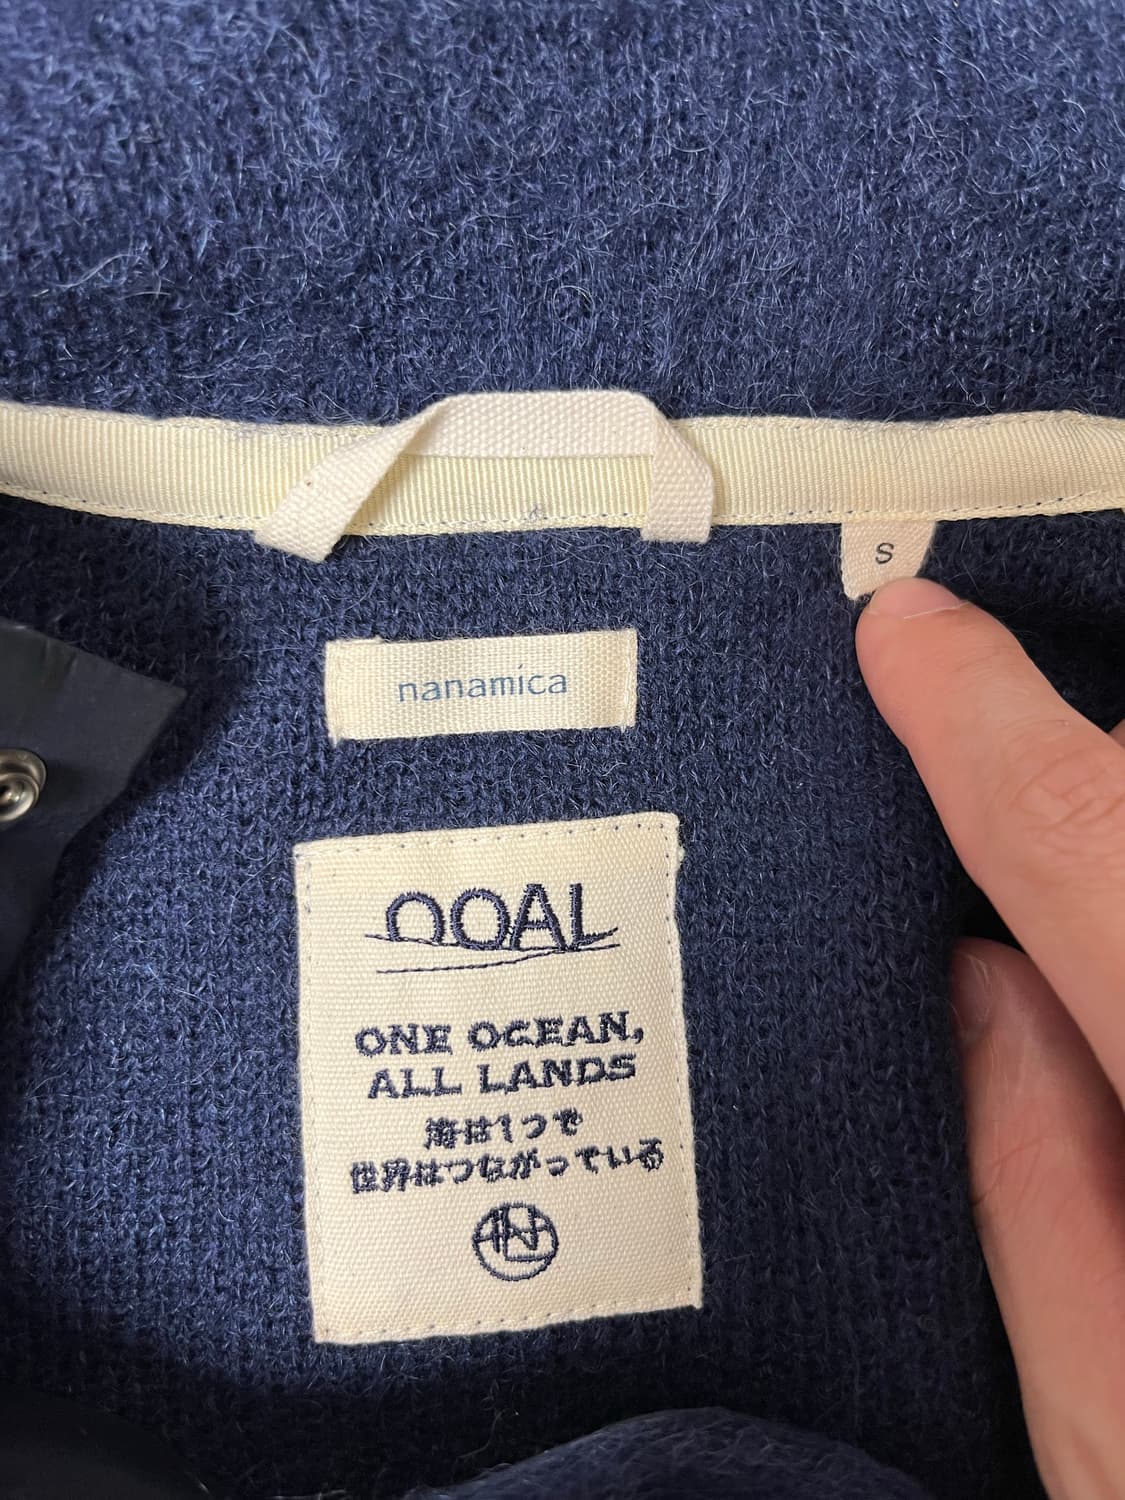 S
nanamica
OOAL
ONE OCEAN,
ALL LANDS
海は1つで
世界はつながっている